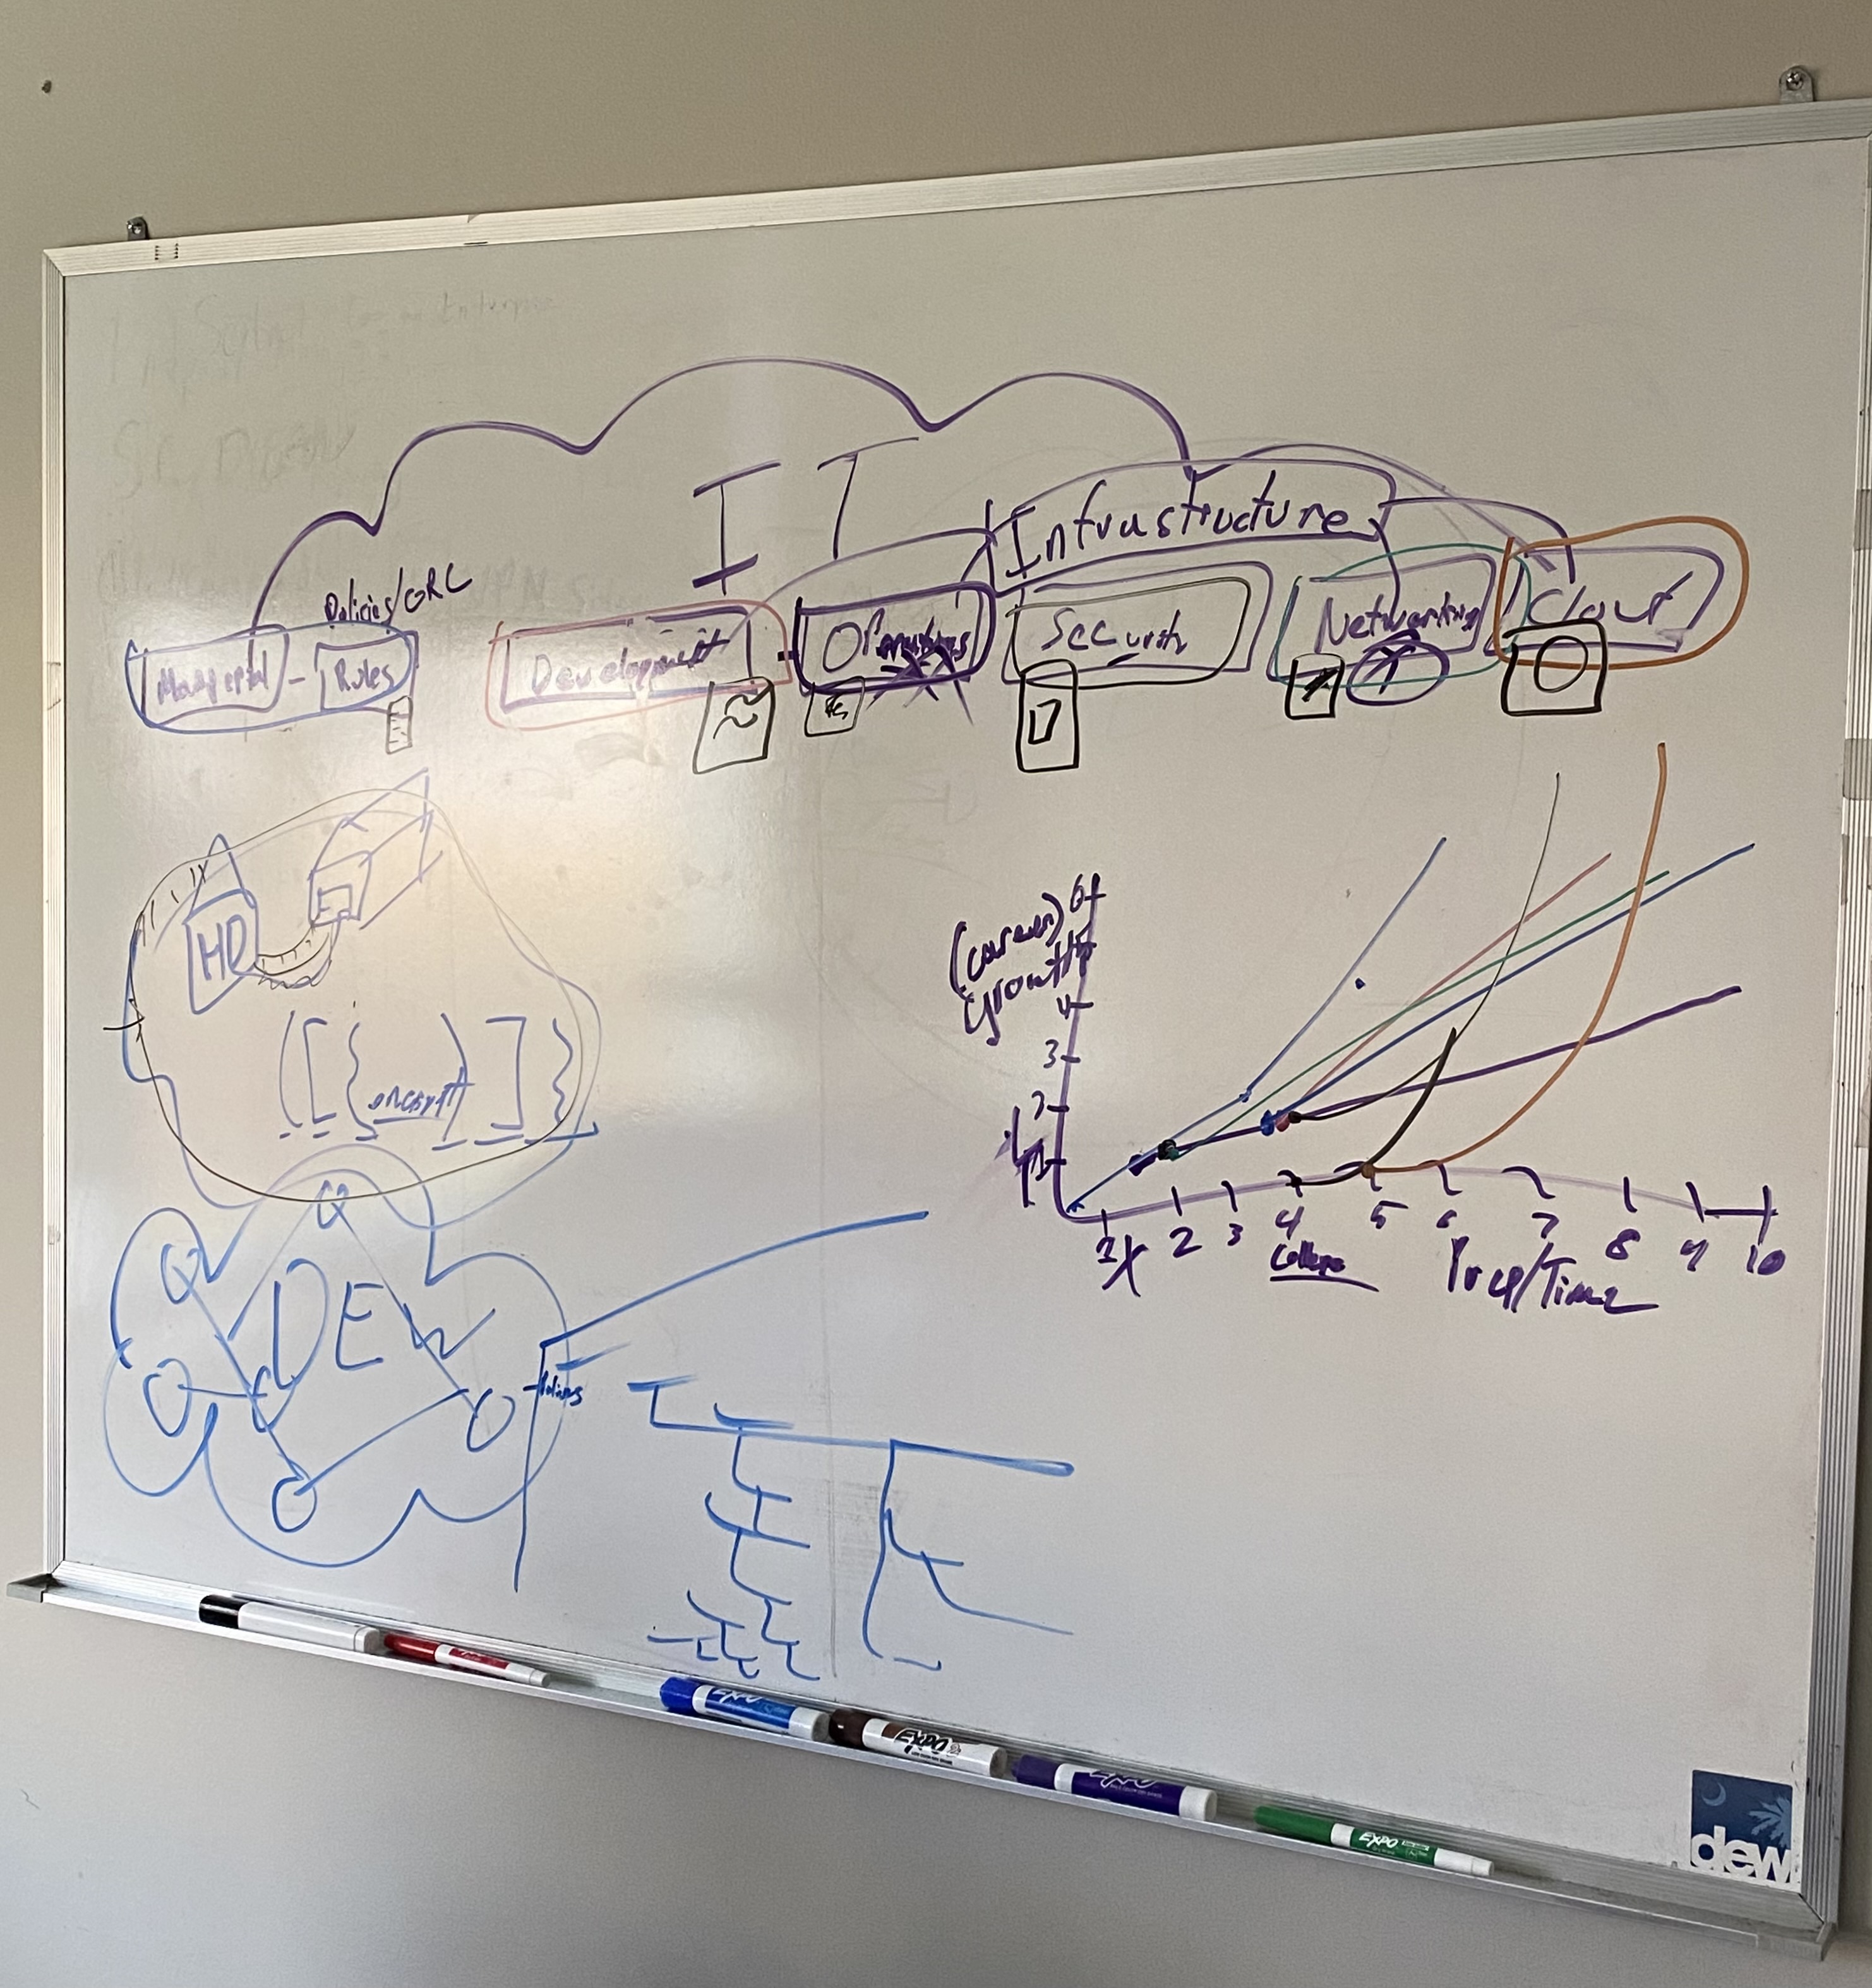 IT
Infrastructure
Policies/GRC
Management - Rules
Development
Operations
Security
Networking
Cloud
HD
E
([{encrypt)]}
DEW
Policies
(career)
Growth
6
5
4
3
2
1
1 2 3 4 5 6 7 8 9 10
X
College
Prep/Time
EXPO
EXPO
EXPO
EXPO
dew